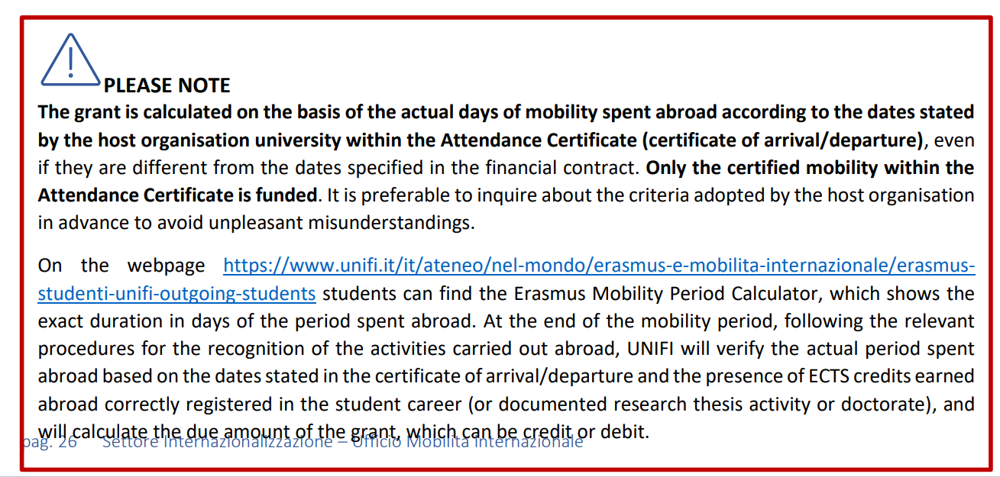 PLEASE NOTE
The grant is calculated on the basis of the actual days of mobility spent abroad according to the dates stated
by the host organisation university within the Attendance Certificate (certificate of arrival/departure), even
if they are different from the dates specified in the financial contract. Only the certified mobility within the
Attendance Certificate is funded. It is preferable to inquire about the criteria adopted by the host organisation
in advance to avoid unpleasant misunderstandings.
On the webpage https://www.unifi.it/it/ateneo/nel-mondo/erasmus-e-mobilita-internazionale/erasmus-
studenti-unifi-outgoing-students students can find the Erasmus Mobility Period Calculator, which shows the
exact duration in days of the period spent abroad. At the end of the mobility period, following the relevant
procedures for the recognition of the activities carried out abroad, UNIFI will verify the actual period spent
abroad based on the dates stated in the certificate of arrival/departure and the presence of ECTS credits earned
abroad correctly registered in the student career (or documented research thesis activity or doctorate), and
will calculate the due amount of the grant, which can be credit or debit.
pag. 26 Settore Internazionalizzazione – Ufficio Mobilità Internazionale